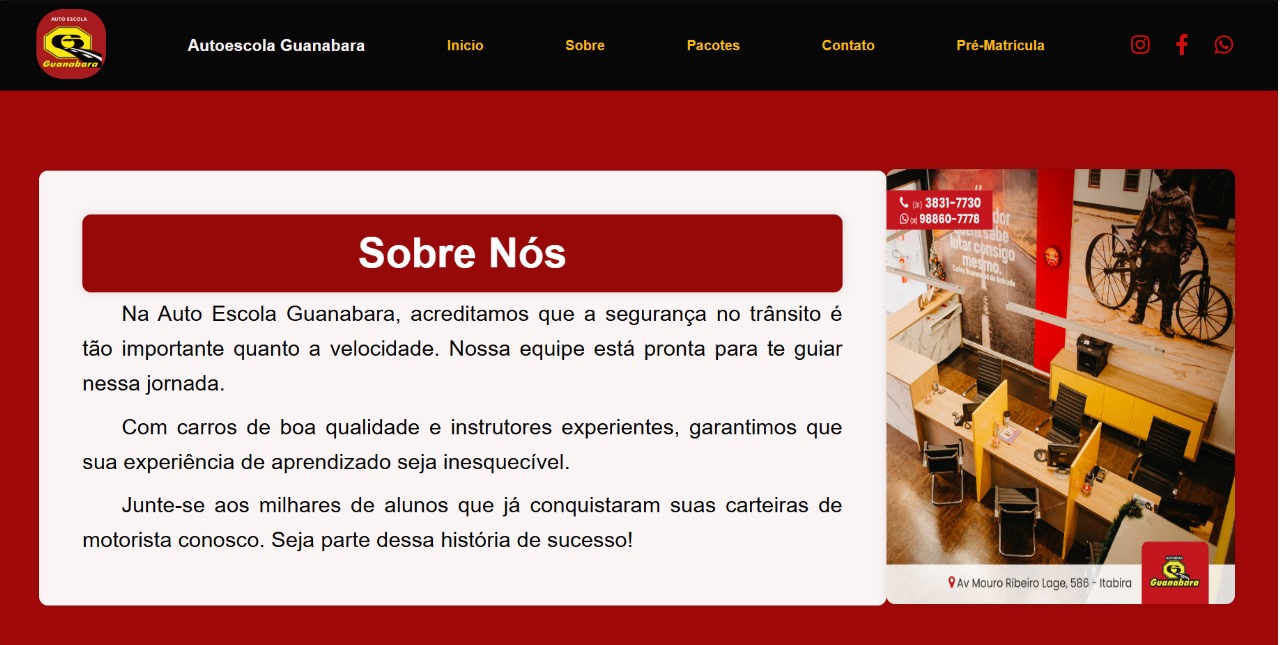 AUTO ESCOLA
Guanabara
Autoescola Guanabara
Inicio
Sobre
Pacotes
Contato
Pré-Matrícula
Sobre Nós
Na Auto Escola Guanabara, acreditamos que a segurança no trânsito é
tão importante quanto a velocidade. Nossa equipe está pronta para te guiar
nessa jornada.
Com carros de boa qualidade e instrutores experientes, garantimos que
sua experiência de aprendizado seja inesquecível.
Junte-se aos milhares de alunos que já conquistaram suas carteiras de
motorista conosco. Seja parte dessa história de sucesso!
(31) 3831-7730
(31) 98860-7778
sabe
lutar consigo
mesmo.
Carlos Drummond de Andrade
Av Mouro Ribeiro Lage, 586 - Itabira
Guanabara